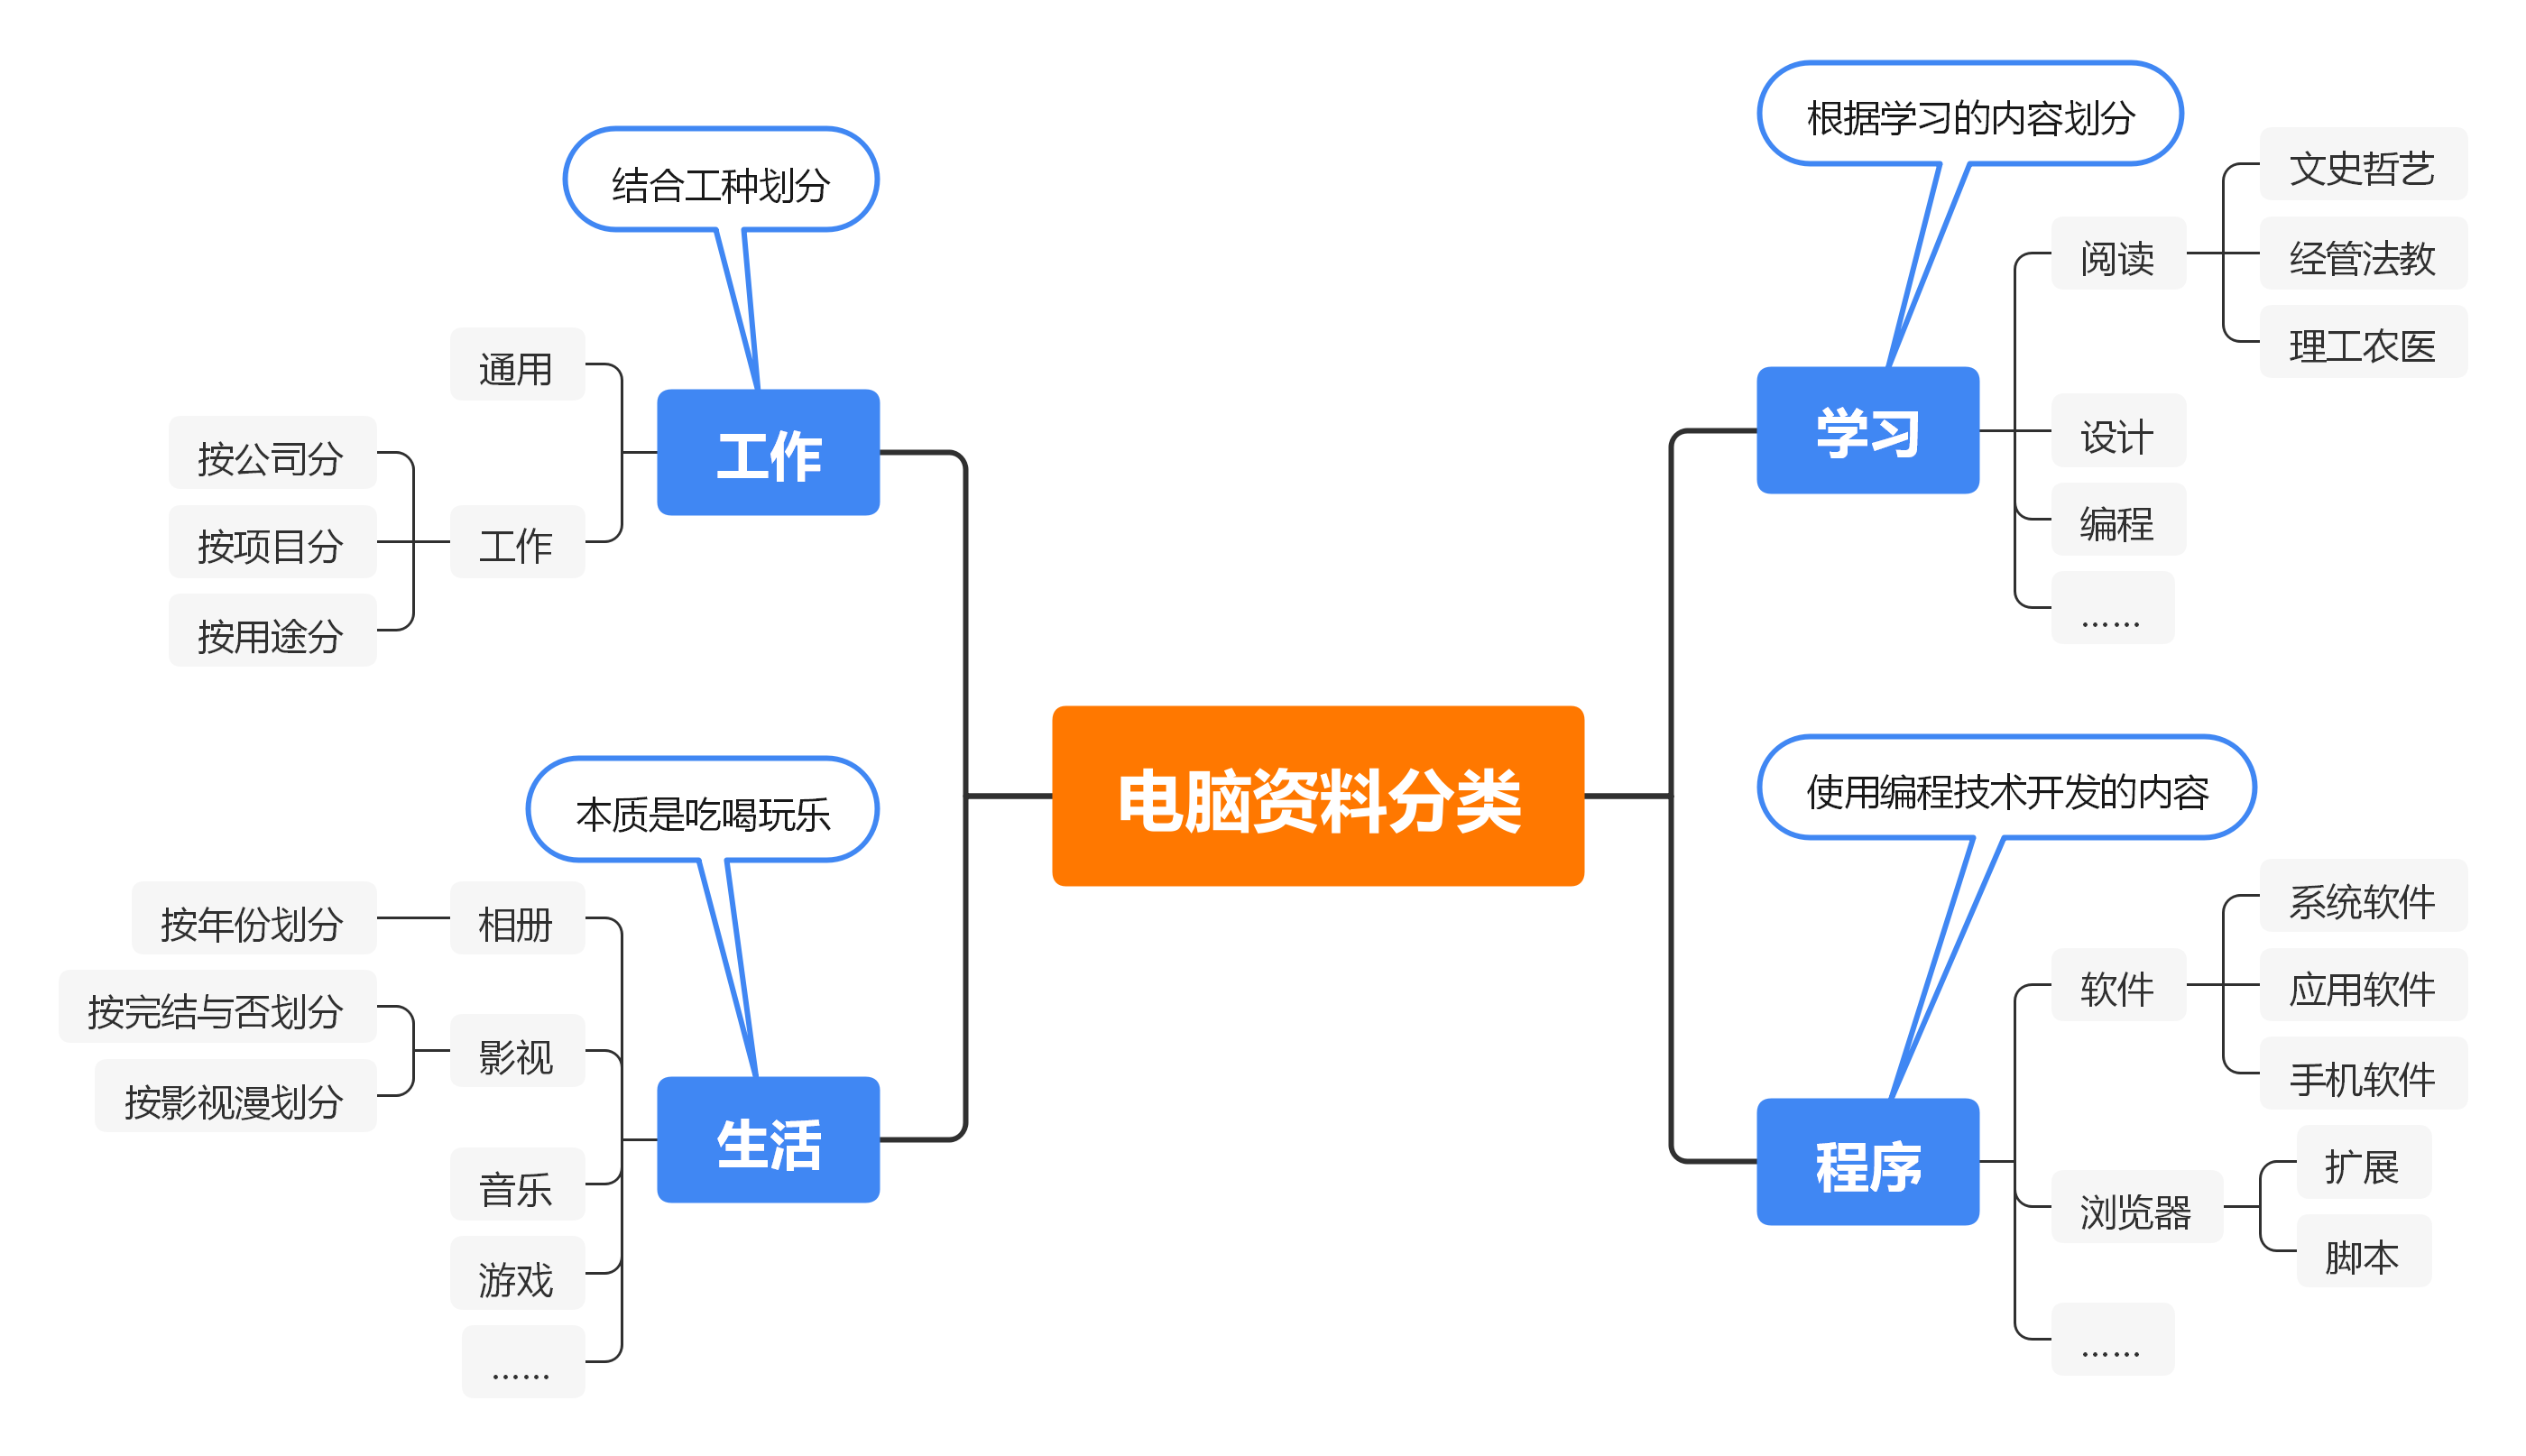 电脑资料分类
根据学习的内容划分
学习
阅读
文史哲艺
经管法教
理工农医
设计
编程
……
使用编程技术开发的内容
程序
软件
系统软件
应用软件
手机软件
浏览器
扩展
脚本
……
结合工种划分
工作
通用
工作
按公司分
按项目分
按用途分
本质是吃喝玩乐
生活
相册
按年份划分
影视
按完结与否划分
按影视漫划分
音乐
游戏
……